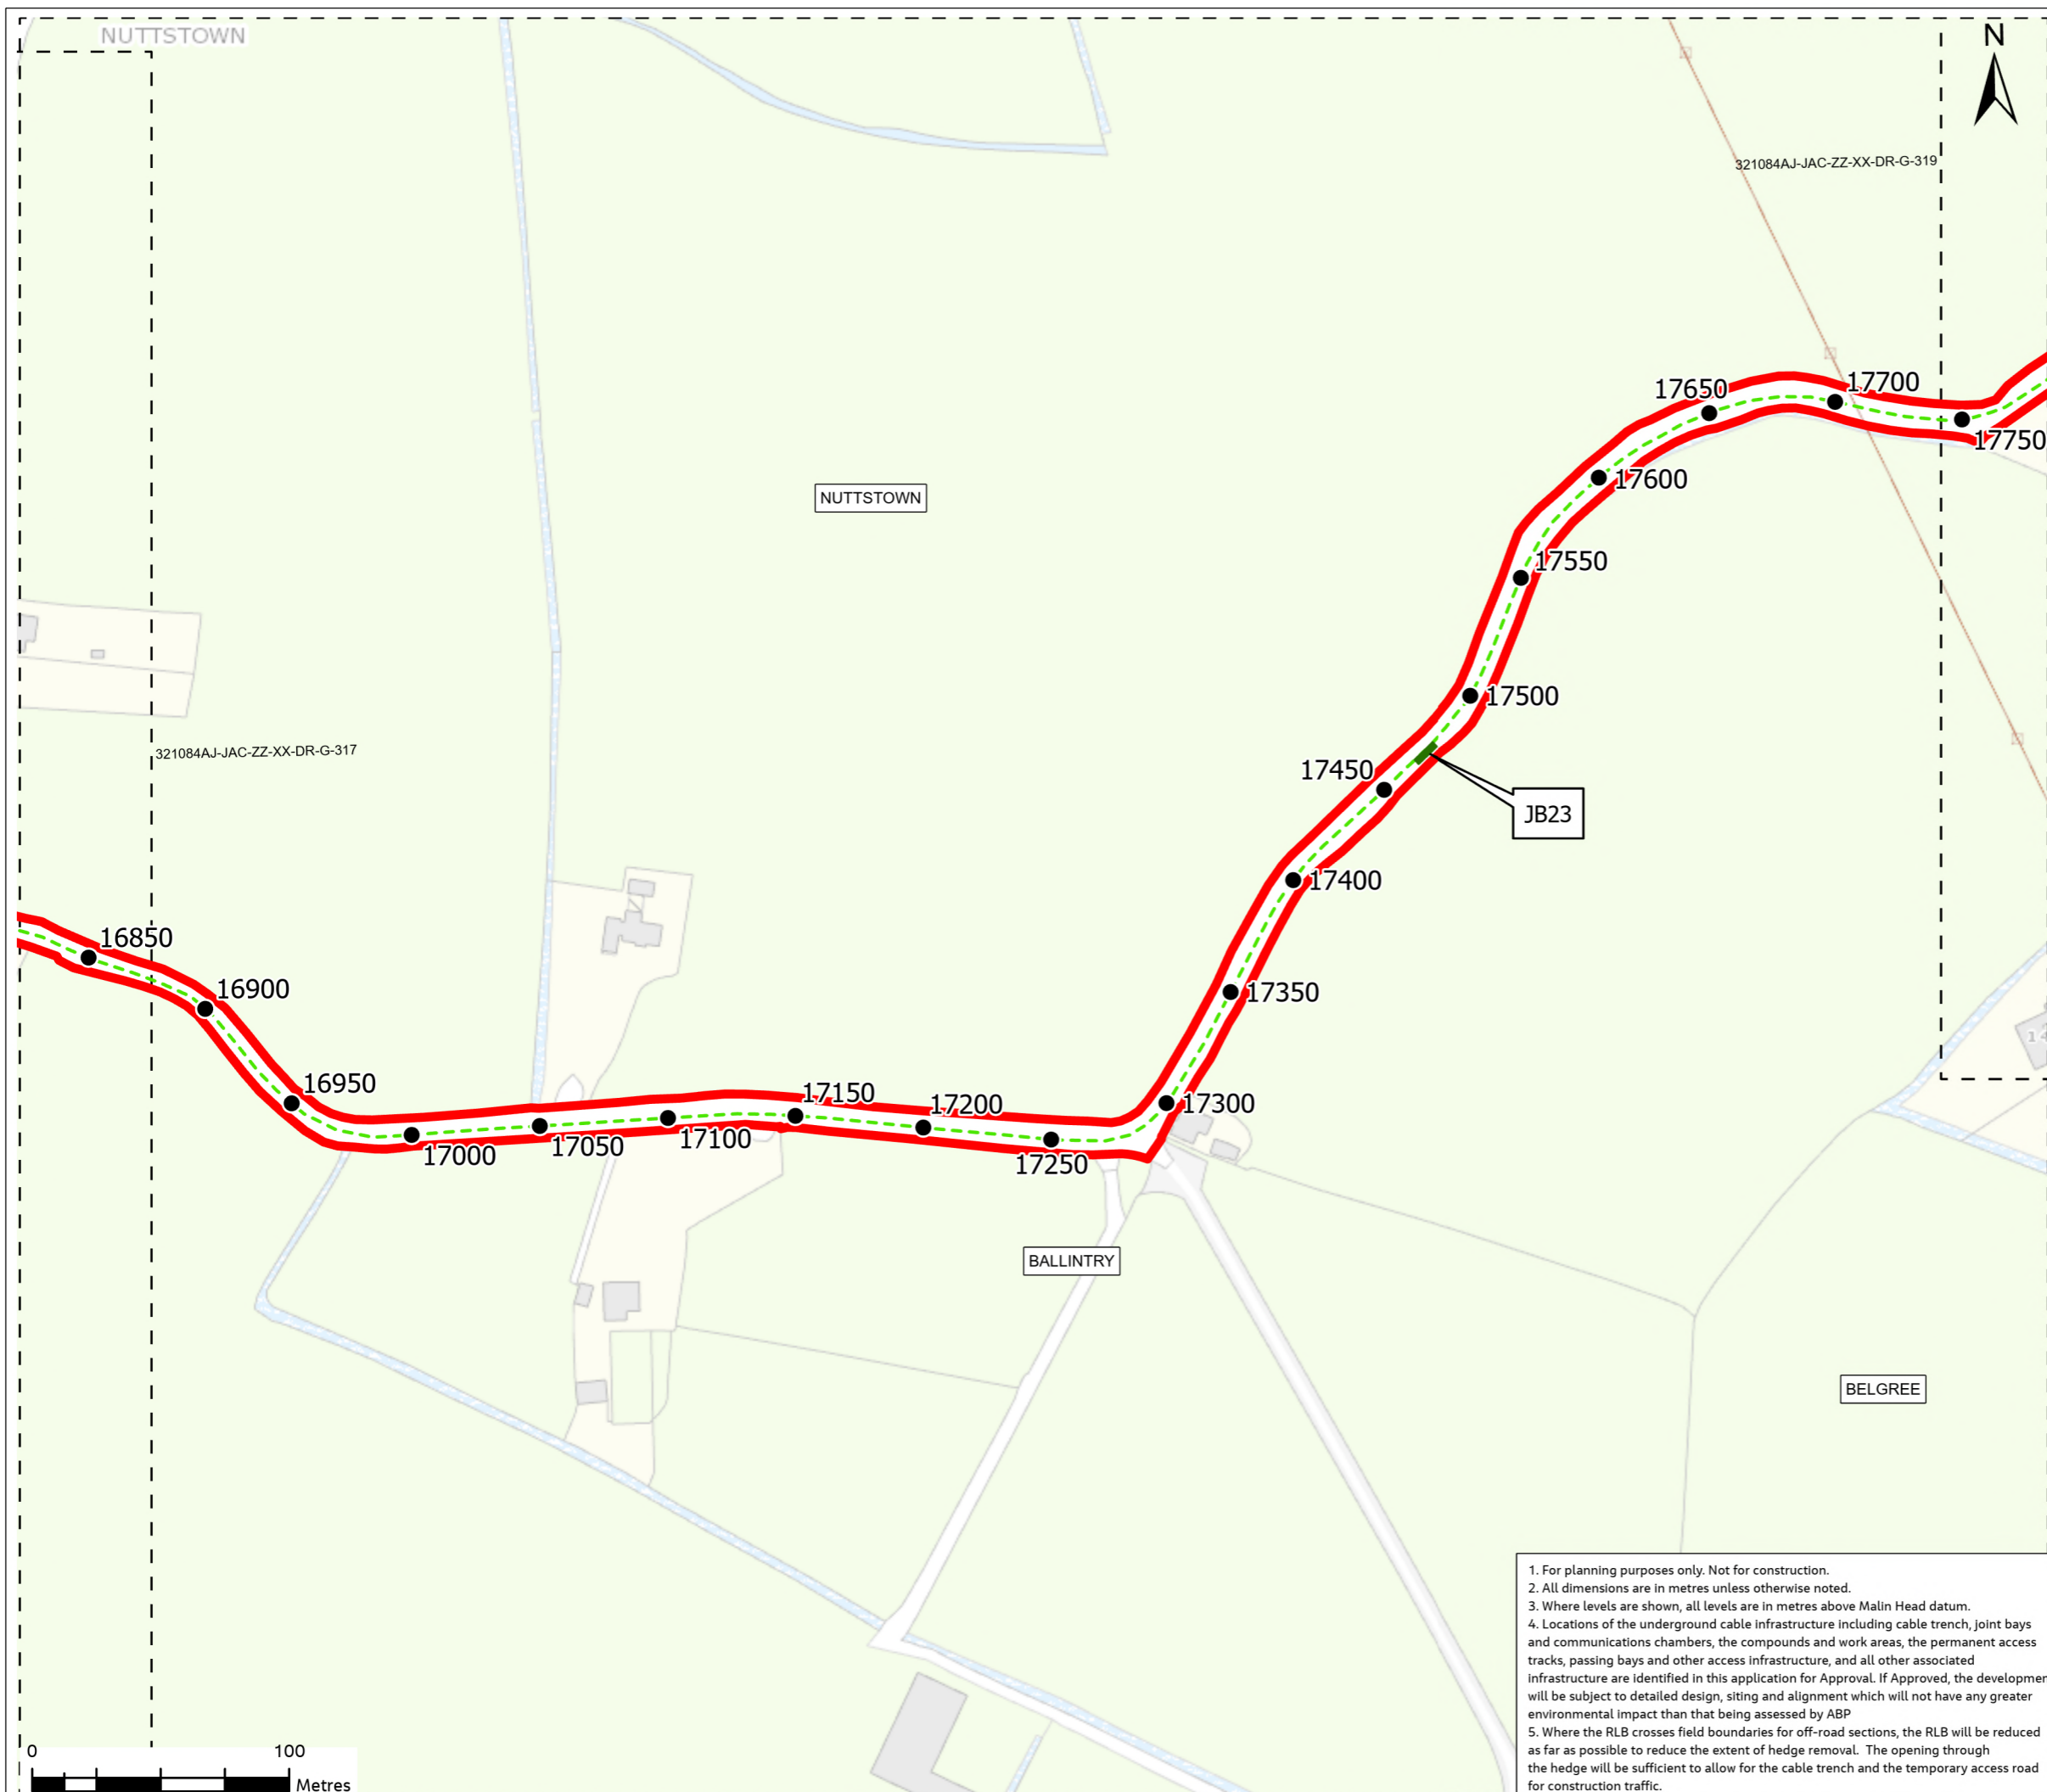 NUTTSTOWN
N
321084AJ-JAC-ZZ-XX-DR-G-319
17650
17700
17750
17600
NUTTSTOWN
17550
17500
321084AJ-JAC-ZZ-XX-DR-G-317
17450
JB23
17400
16850
16900
17350
16950
17150
17200
17300
17000
17050
17100
17250
BALLINTRY
BELGREE
1. For planning purposes only. Not for construction.
2. All dimensions are in metres unless otherwise noted.
3. Where levels are shown, all levels are in metres above Malin Head datum.
4. Locations of the underground cable infrastructure including cable trench, joint bays
and communications chambers, the compounds and work areas, the permanent access
tracks, passing bays and other access infrastructure, and all other associated
infrastructure are identified in this application for Approval. If Approved, the developmen
will be subject to detailed design, siting and alignment which will not have any greater
environmental impact than that being assessed by ABP
5. Where the RLB crosses field boundaries for off-road sections, the RLB will be reduced
as far as possible to reduce the extent of hedge removal. The opening through
the hedge will be sufficient to allow for the cable trench and the temporary access road
for construction traffic.
0 100
Metres